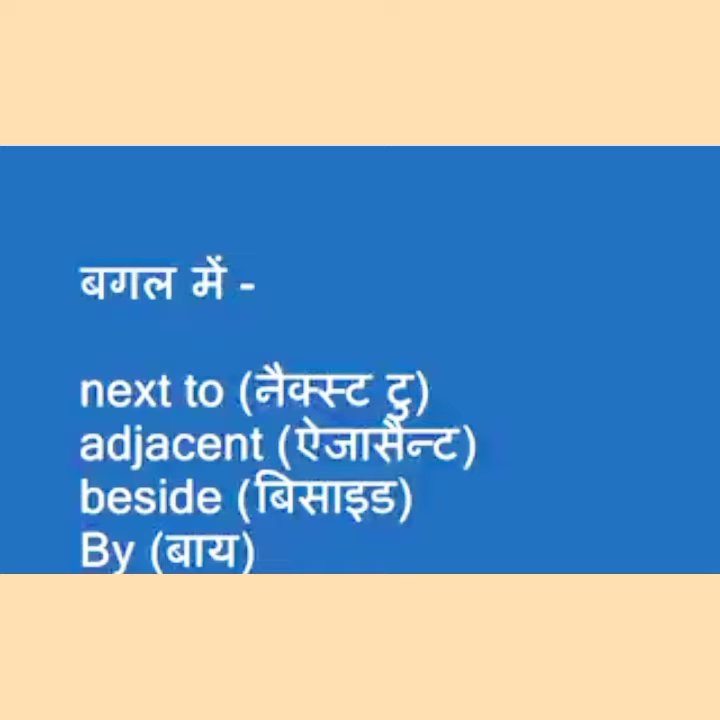 बगल में -
next to (नैक्स्ट टु)
adjacent (ऐजासैन्ट)
beside (बिसाइड)
By (बाय)